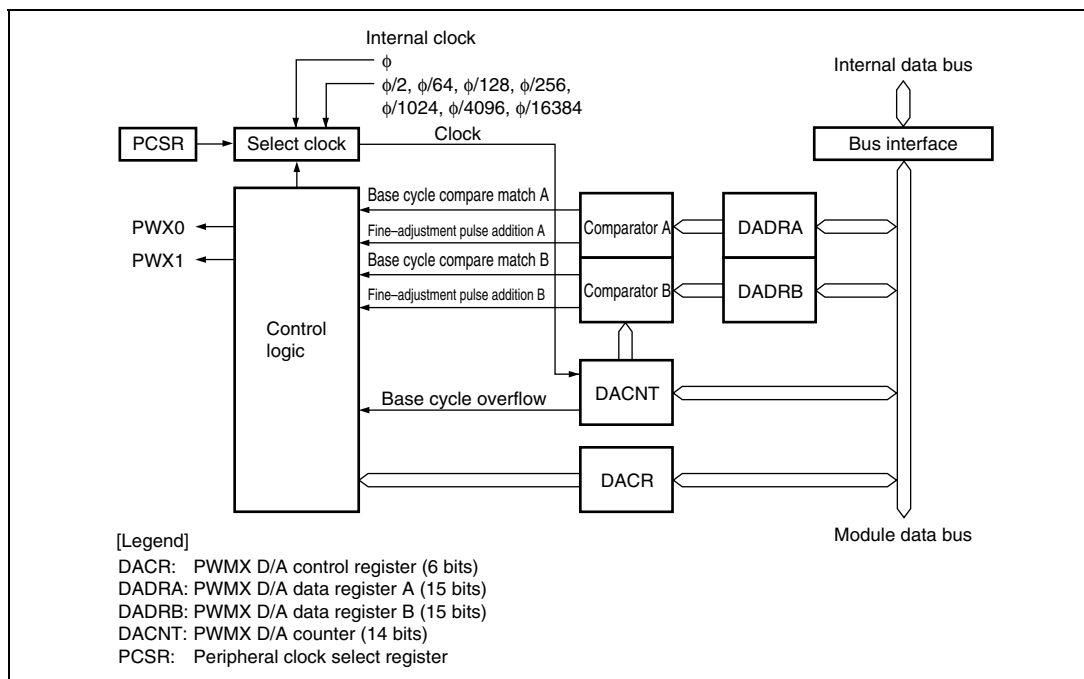 Internal clock
ϕ
ϕ/2, ϕ/64, ϕ/128, ϕ/256,
ϕ/1024, ϕ/4096, ϕ/16384
Internal data bus
PCSR
Select clock
Clock
Bus interface
Base cycle compare match A
Fine–adjustment pulse addition A
Base cycle compare match B
Fine–adjustment pulse addition B
Comparator A
DADRA
Comparator B
DADRB
PWX0
PWX1
Control
logic
DACNT
Base cycle overflow
DACR
Module data bus
[Legend]
DACR: PWMX D/A control register (6 bits)
DADRA: PWMX D/A data register A (15 bits)
DADRB: PWMX D/A data register B (15 bits)
DACNT: PWMX D/A counter (14 bits)
PCSR: Peripheral clock select register